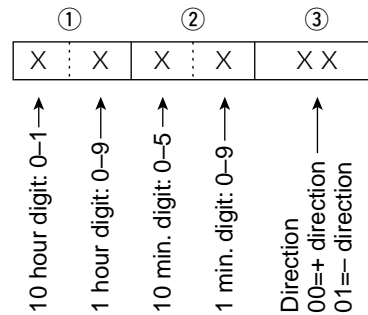 ① ② ③
X X X X X X
10 hour digit: 0–1
1 hour digit: 0–9
10 min. digit: 0–5
1 min. digit: 0–9
Direction
00=+ direction
01=– direction